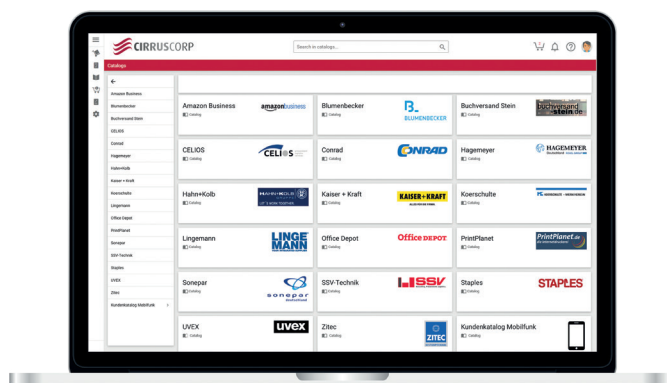 CIRRUSCORP
Search in catalogs...
Catalogs
Amazon Business
Blumenbecker
Buchversand Stein
CELIOS
Conrad
Hagemeyer
Hahn+Kolb
Kaiser + Kraft
Koerschulte
Lingemann
Office Depot
PrintPlanet
Sonepar
SSV-Technik
Staples
UVEX
Zitec
Kundenkatalog Mobilfunk
Amazon Business
Catalog
amazonbusiness
Blumenbecker
Catalog
B_
BLUMENBECKER
Buchversand Stein
Catalog
buchversand
-stein.de
CELIOS
Catalog
CELIOS
Conrad
Catalog
CONRAD
Hagemeyer
Catalog
HAGEMEYER
Hahn+Kolb
Catalog
HAHN+KOLB
Kaiser + Kraft
Catalog
KAISER+KRAFT
Koerschulte
Catalog
Lingemann
Catalog
LINGE
MANN
Office Depot
Catalog
Office DEPOT
PrintPlanet
Catalog
PrintPlanet.de
Sonepar
Catalog
sonepar
SSV-Technik
Catalog
SSV
Staples
Catalog
STAPLES
UVEX
Catalog
uvex
Zitec
Catalog
ZITEC
Kundenkatalog Mobilfunk
Catalog